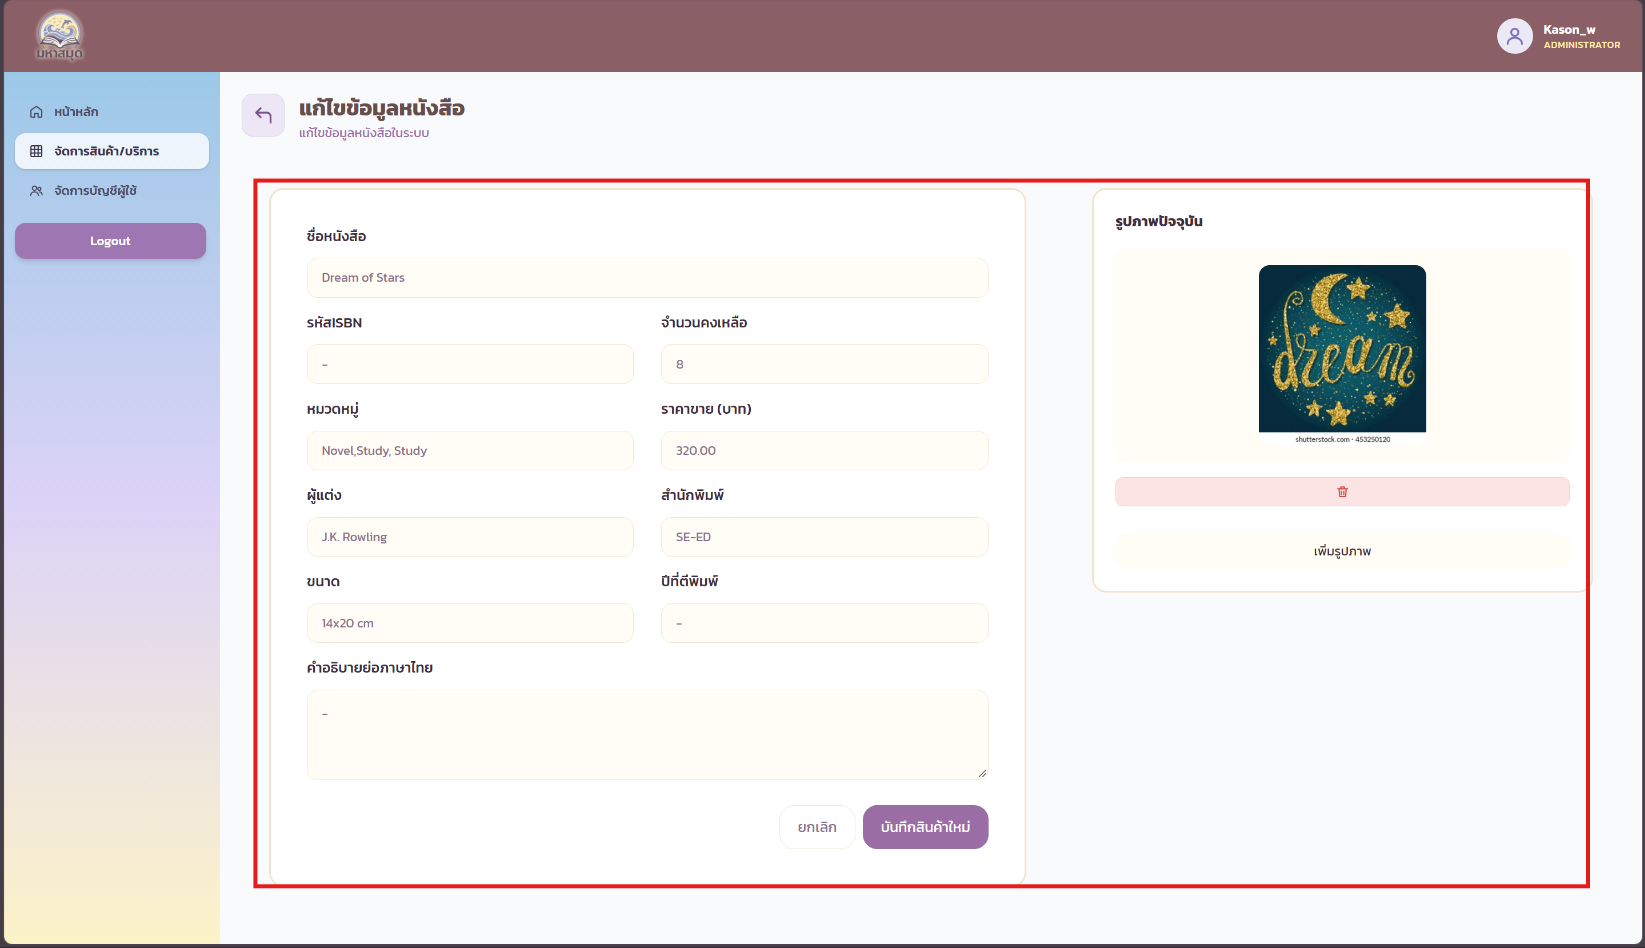 มหาสมุด
Kason_w
ADMINISTRATOR
หน้าหลัก
จัดการสินค้า/บริการ
จัดการบัญชีผู้ใช้
Logout
แก้ไขข้อมูลหนังสือ
แก้ไขข้อมูลหนังสือในระบบ
ชื่อหนังสือ
Dream of Stars
รหัสISBN
-
จำนวนคงเหลือ
8
หมวดหมู่
Novel,Study, Study
ราคาขาย (บาท)
320.00
ผู้แต่ง
J.K. Rowling
สำนักพิมพ์
SE-ED
ขนาด
14x20 cm
ปีที่ตีพิมพ์
-
คำอธิบายย่อภาษาไทย
-
ยกเลิก
บันทึกสินค้าใหม่
รูปภาพปัจจุบัน
dream
shutterstock.com · 453250120
เพิ่มรูปภาพ